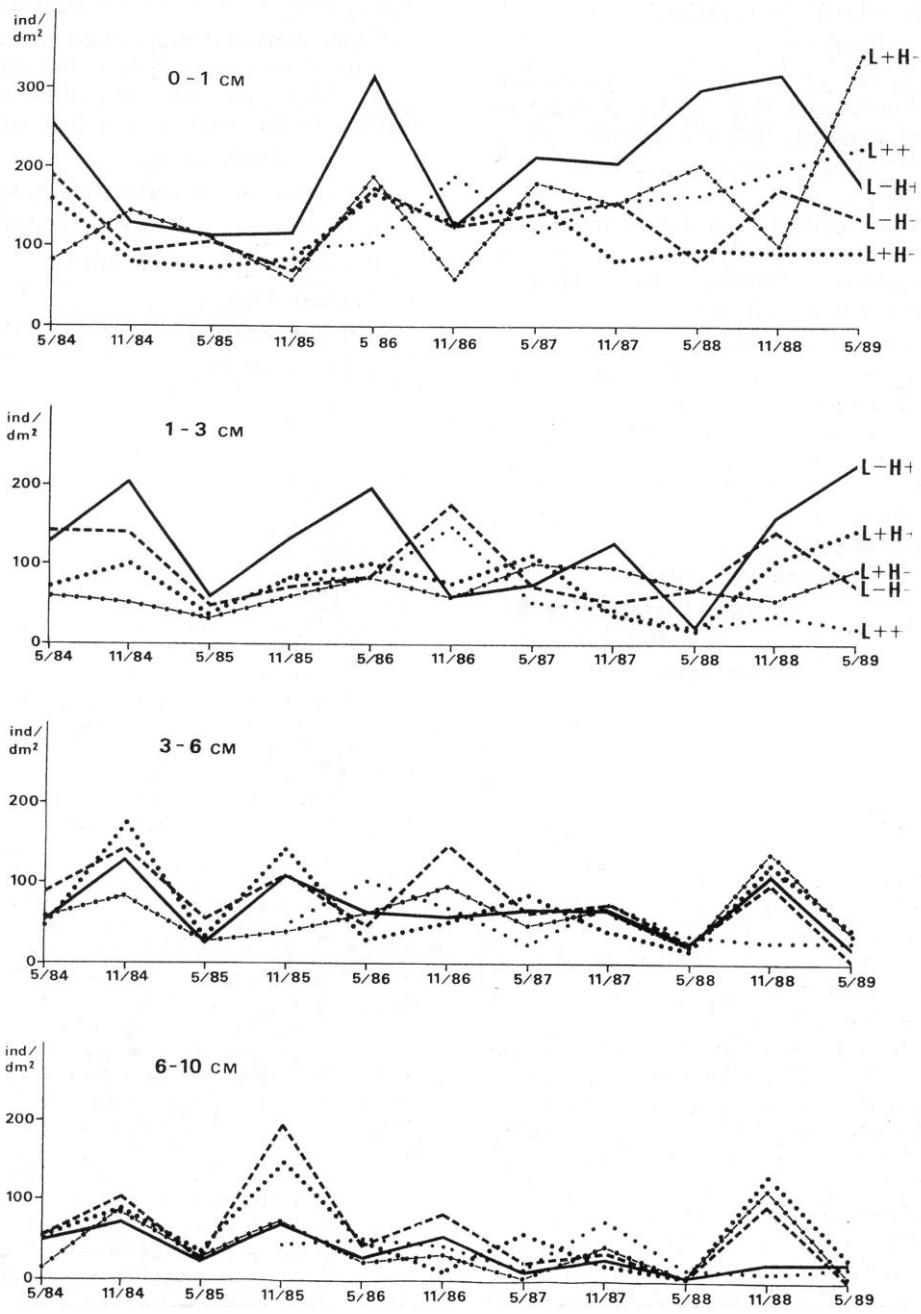 ind/
dm²
0-1 CM
300
200
100
0
L+H-
L++
L-H+
L-H-
L+H-
5/84 11/84 5/85 11/85 5 86 11/86 5/87 11/87 5/88 11/88 5/89
ind/
dm²
1-3 CM
200
100
0
L-H+
L+H+
L+H-
L-H-
L++
5/84 11/84 5/85 11/85 5/86 11/86 5/87 11/87 5/88 11/88 5/89
ind/
dm²
3-6 CM
200
100
0
5/84 11/84 5/85 11/85 5/86 11/86 5/87 11/87 5/88 11/88 5/89
ind/
dm²
6-10 CM
200
100
0
5/84 11/84 5/85 11/85 5/86 11/86 5/87 11/87 5/88 11/88 5/89